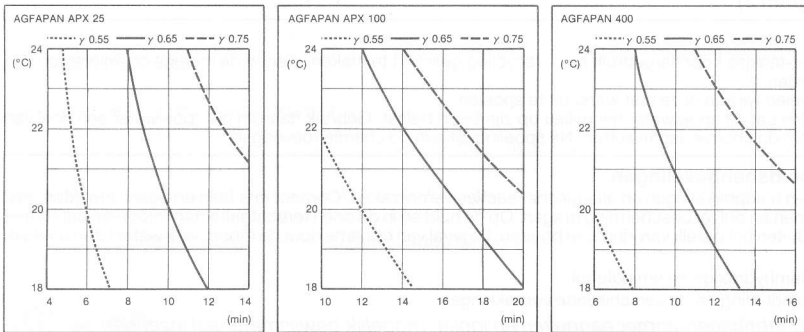 AGFAPAN APX 25
γ 0.55 γ 0.65 γ 0.75
24
(°C)
22
20
18
4 6 8 10 12 14
(min)
AGFAPAN APX 100
γ 0.55 γ 0.65 γ 0.75
24
(°C)
22
20
18
10 12 14 16 18 20
(min)
AGFAPAN 400
γ 0.55 γ 0.65 γ 0.75
24
(°C)
22
20
18
6 8 10 12 14 16
(min)